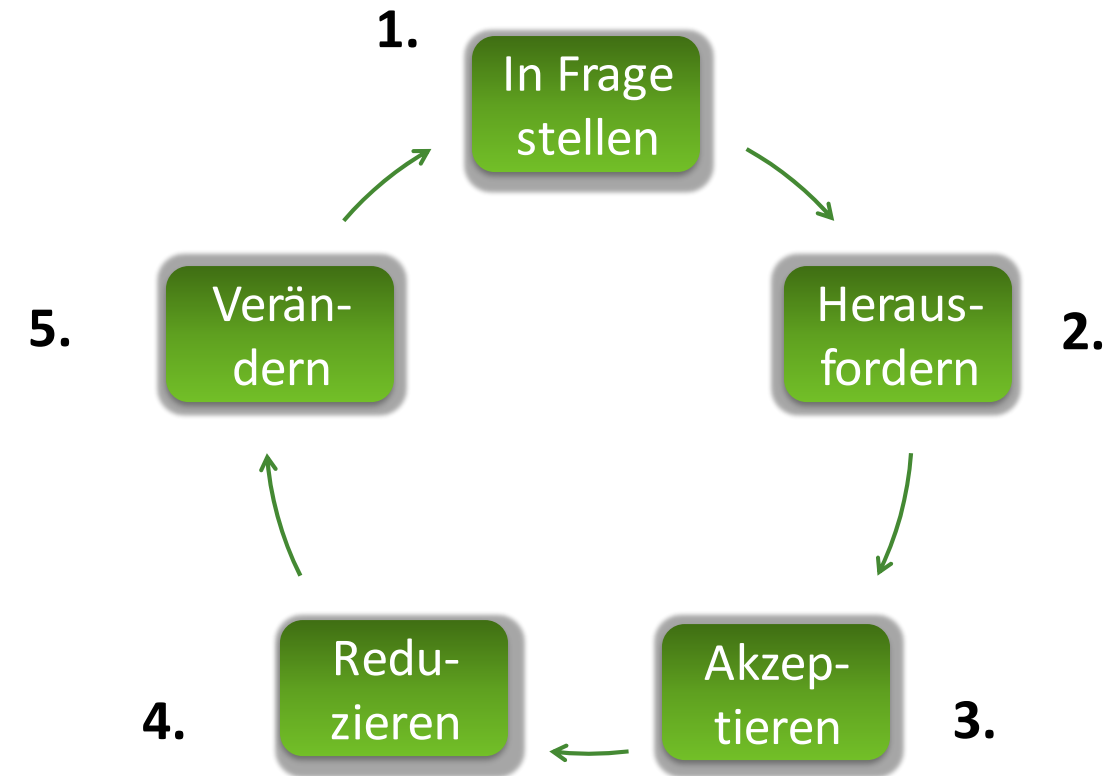 1.
In Frage
stellen
2.
Heraus-
fordern
3.
Akzep-
tieren
4.
Redu-
zieren
5.
Verän-
dern